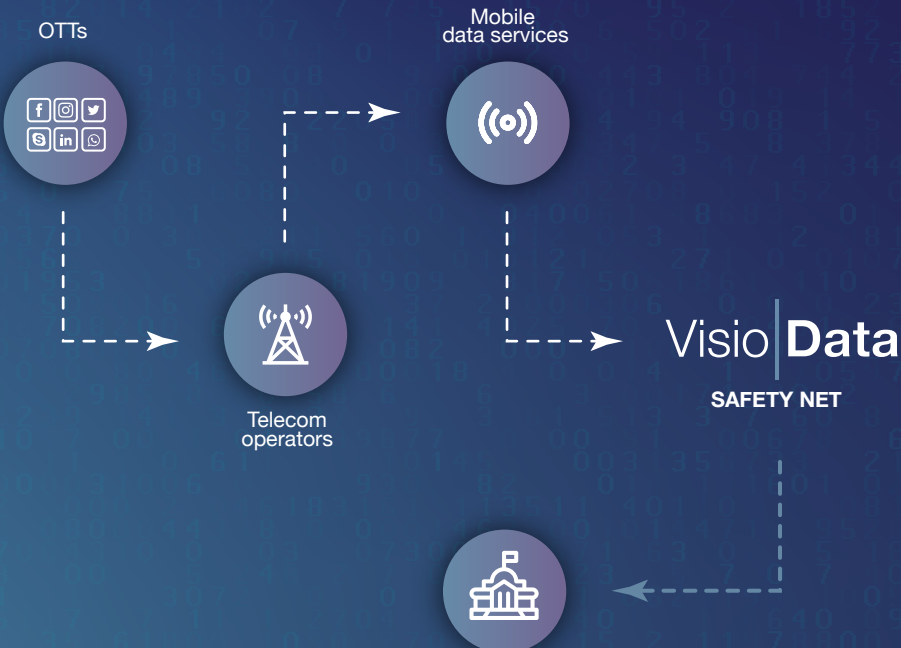 OTTs
Mobile
data services
Telecom
operators
Visio Data
SAFETY NET